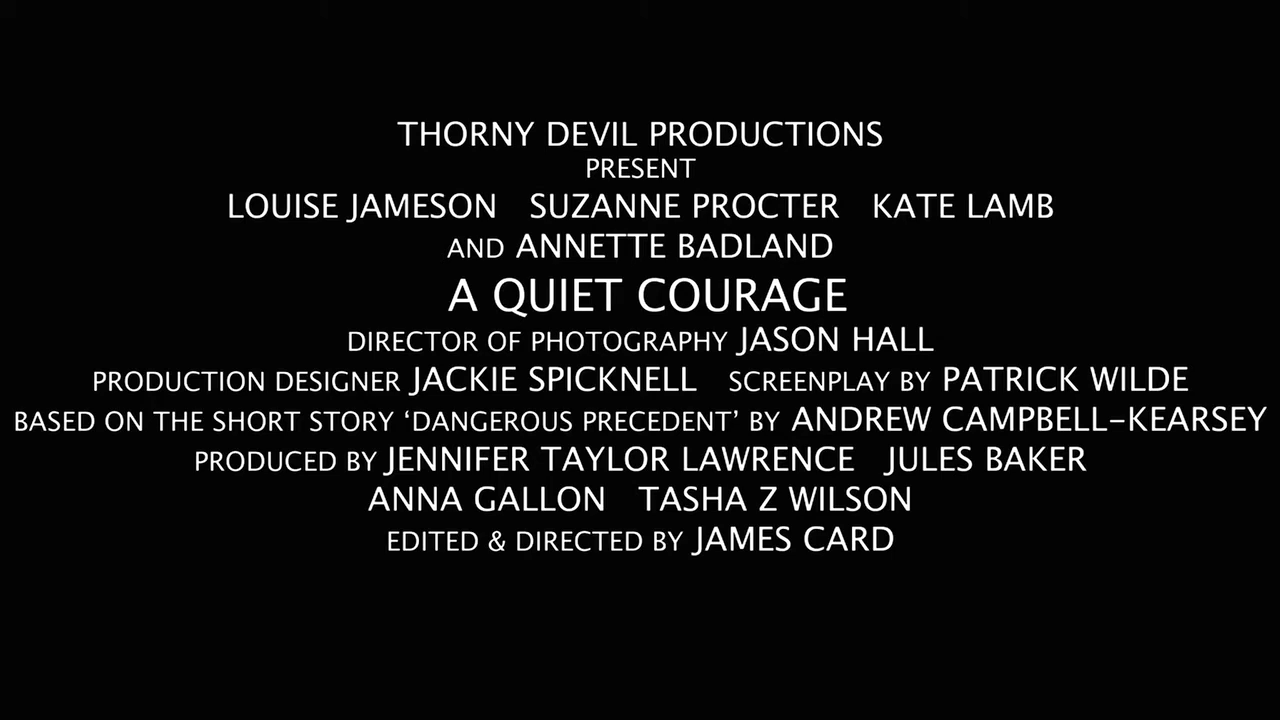 THORNY DEVIL PRODUCTIONS
PRESENT
LOUISE JAMESON SUZANNE PROCTER KATE LAMB
AND ANNETTE BADLAND
A QUIET COURAGE
DIRECTOR OF PHOTOGRAPHY JASON HALL
PRODUCTION DESIGNER JACKIE SPICKNELL SCREENPLAY BY PATRICK WILDE
BASED ON THE SHORT STORY ‘DANGEROUS PRECEDENT’ BY ANDREW CAMPBELL-KEARSEY
PRODUCED BY JENNIFER TAYLOR LAWRENCE JULES BAKER
ANNA GALLON TASHA Z WILSON
EDITED & DIRECTED BY JAMES CARD